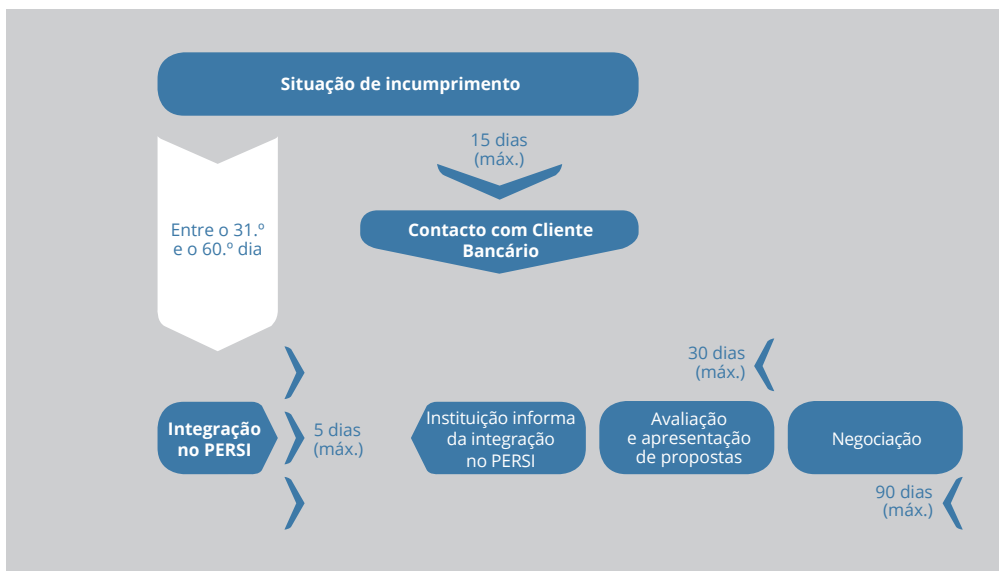 Situação de incumprimento
15 dias
(máx.)
Entre o 31.º
e o 60.º dia
Contacto com Cliente
Bancário
30 dias
(máx.)
Integração
no PERSI
5 dias
(máx.)
Instituição informa
da integração
no PERSI
Avaliação
e apresentação
de propostas
Negociação
90 dias
(máx.)